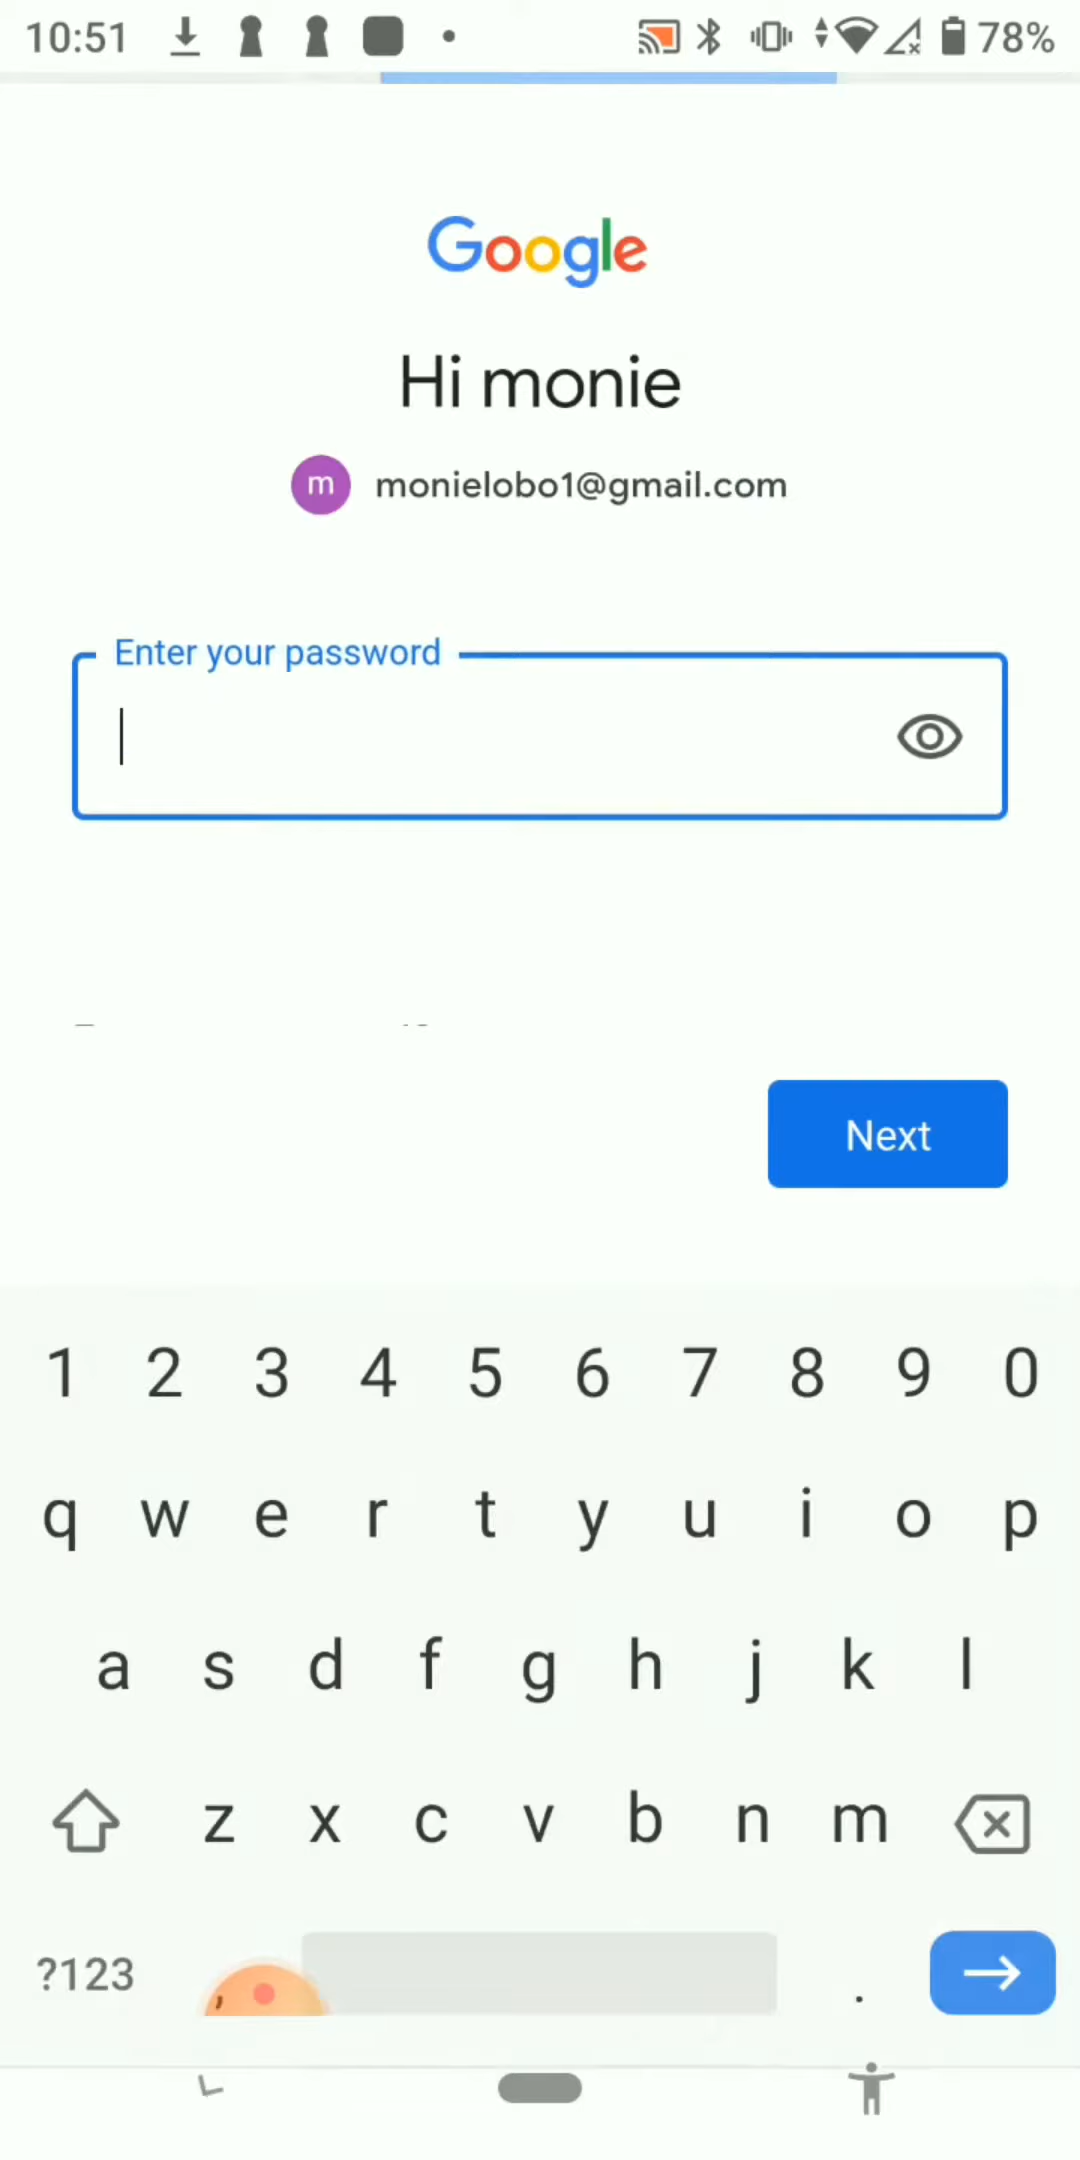 10:51 78%
Google
Hi monie
m monielobo1@gmail.com
Enter your password
Next
1 2 3 4 5 6 7 8 9 0
q w e r t y u i o p
a s d f g h j k l
z x c v b n m
?123 .